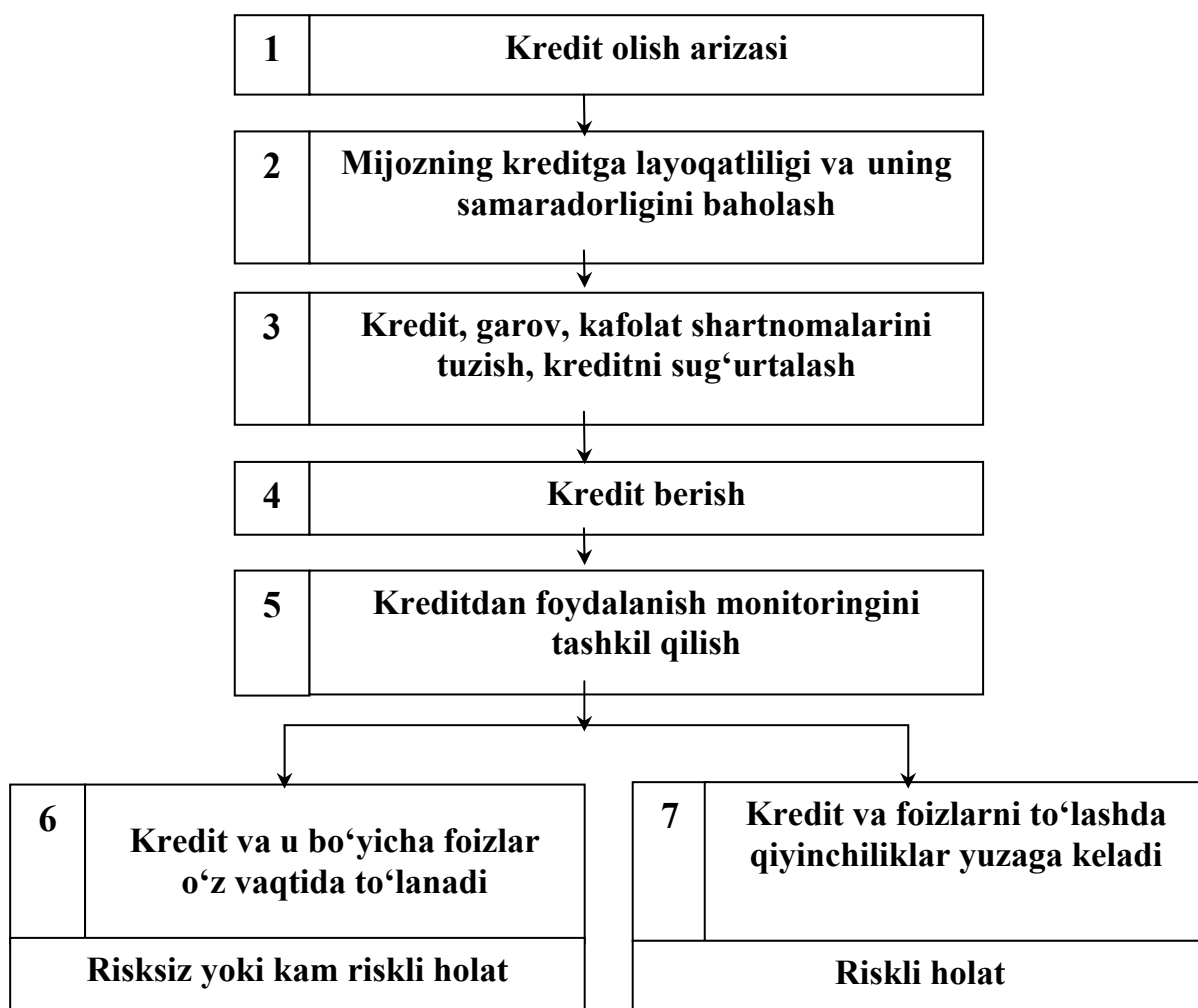 1 Kredit olish arizasi
2 Mijozning kreditga layoqatliligi va uning
samaradorligini baholash
3 Kredit, garov, kafolat shartnomalarini
tuzish, kreditni sug‘urtalash
4 Kredit berish
5 Kreditdan foydalanish monitoringini
tashkil qilish
6 Kredit va u bo‘yicha foizlar
o‘z vaqtida to‘lanadi
Risksiz yoki kam riskli holat
7 Kredit va foizlarni to‘lashda
qiyinchiliklar yuzaga keladi
Riskli holat